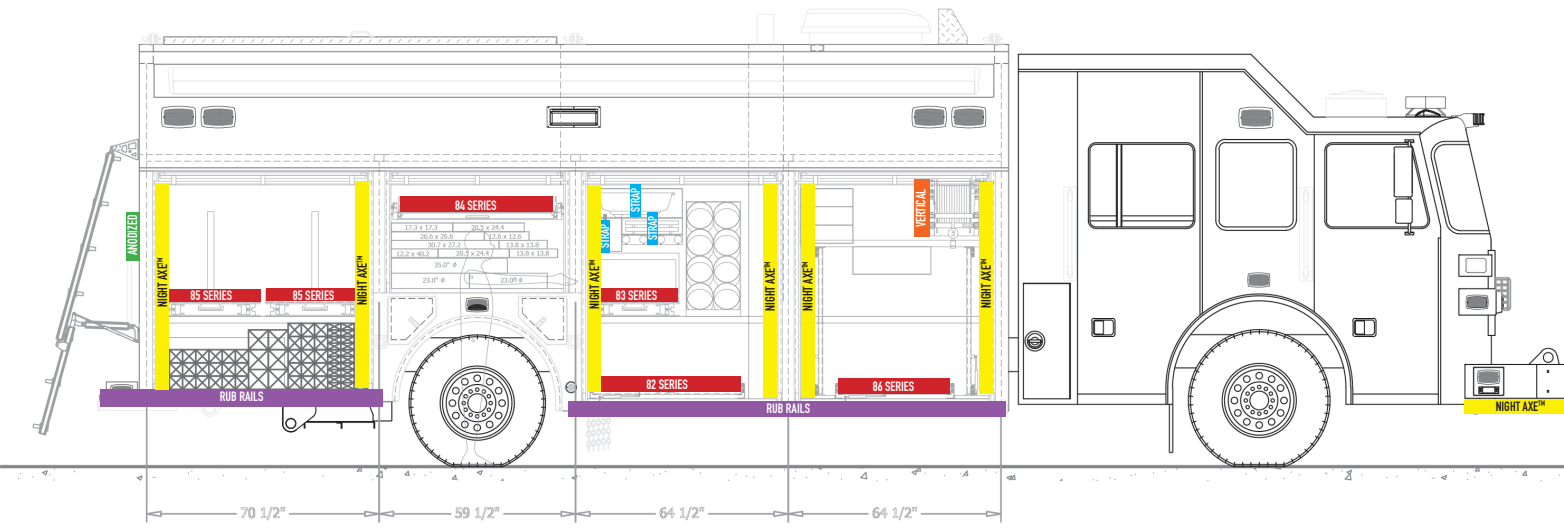 ANODIZED
NIGHT AXE™
85 SERIES
85 SERIES
NIGHT AXE™
RUB RAILS
84 SERIES
17.3 x 17.3
20.5 x 24.4
26.6 x 26.6
12.6 x 12.6
30.7 x 27.2
13.8 x 13.8
12.2 x 40.2
20.5 x 24.4
13.8 x 13.8
35.0" ø
23.0" ø
23.0" ø
NIGHT AXE™
STRAP
STRAP
STRAP
83 SERIES
82 SERIES
NIGHT AXE™
NIGHT AXE™
VERTICAL
86 SERIES
NIGHT AXE™
RUB RAILS
NIGHT AXE™
70 1/2"
59 1/2"
64 1/2"
64 1/2"